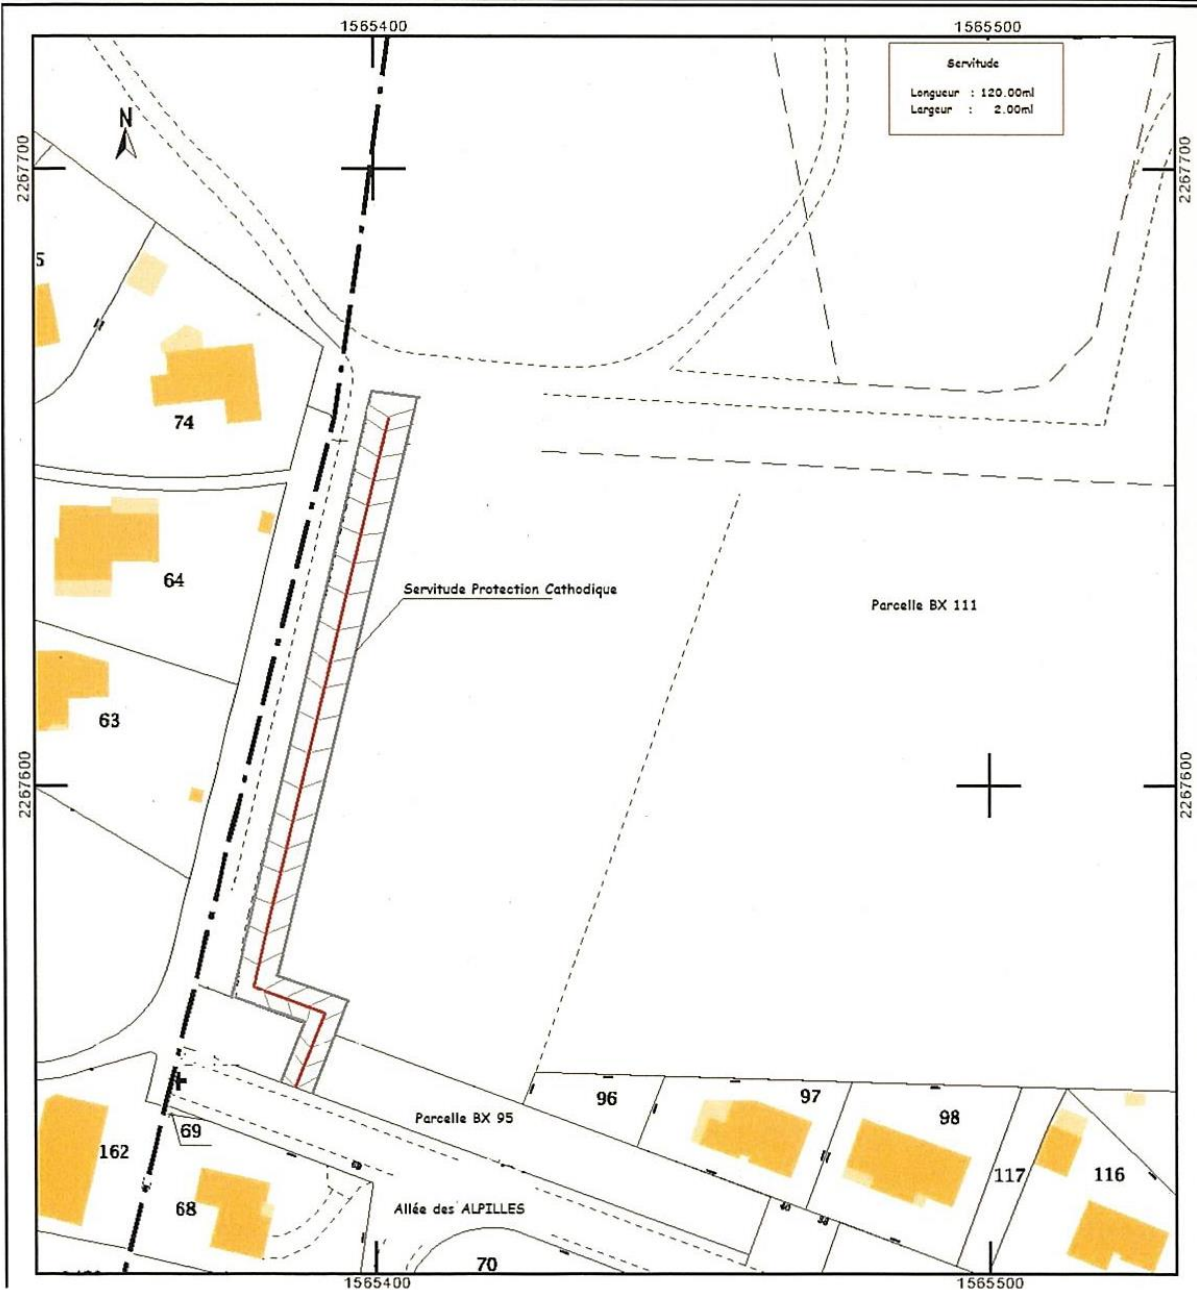 1565400
1565500
Servitude
Longueur : 120.00ml
Largeur : 2.00ml
N
2267700
2267700
5
74
64
Servitude Protection Cathodique
Parcelle BX 111
63
2267600
2267600
96
97
98
Parcelle BX 95
69
162
117
116
68
Allée des ALPILLES
70
1565400
1565500